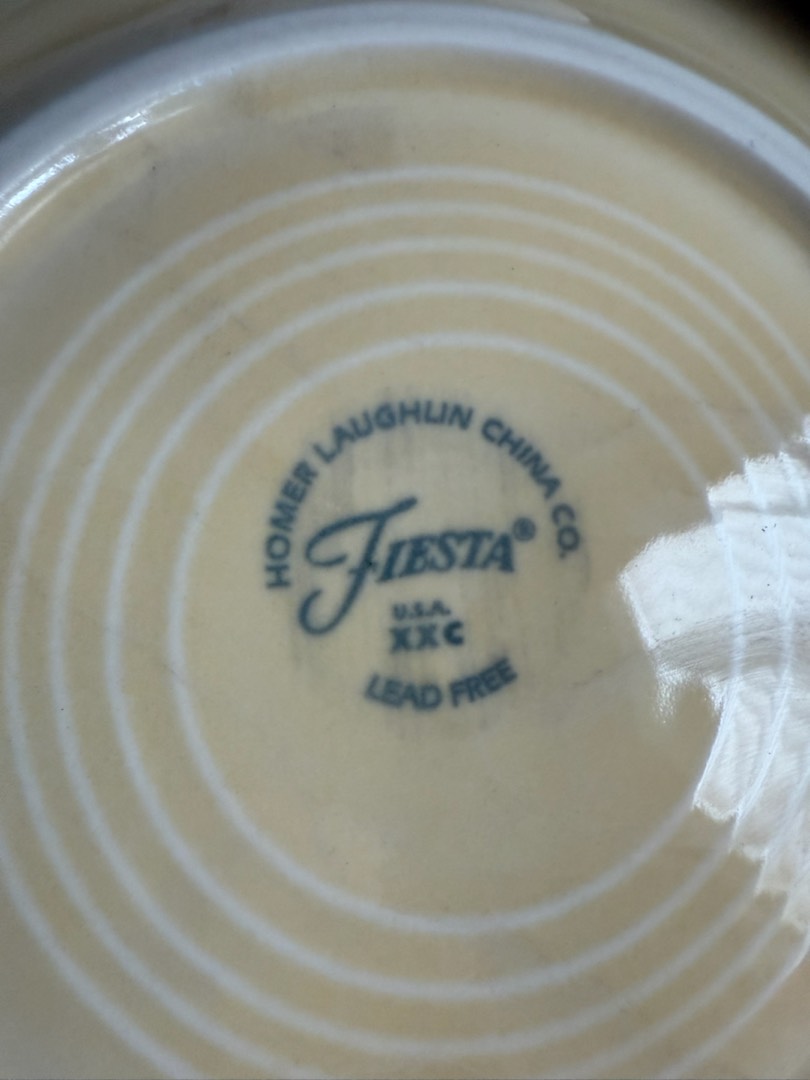 HOMER LAUGHLIN CHINA CO.
FIESTA®
U.S.A.
XXC
LEAD FREE